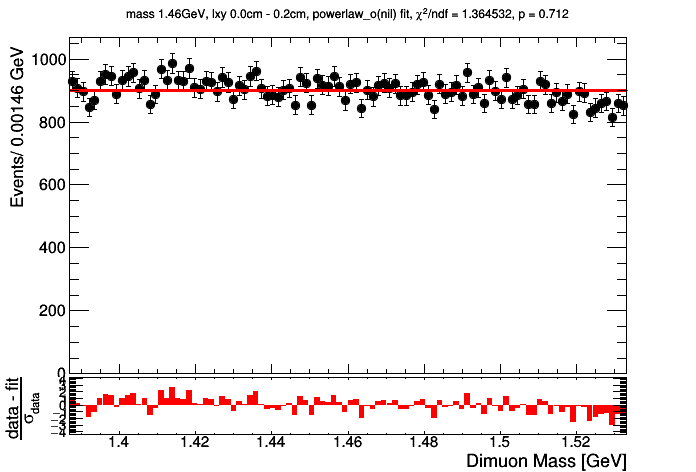 mass 1.46GeV, lxy 0.0cm - 0.2cm, powerlaw_o(nil) fit, χ²/ndf = 1.364532, p = 0.712
Events/ 0.00146 GeV
1000
800
600
400
200
0
data - fit
σdata
1.4 1.42 1.44 1.46 1.48 1.5 1.52
Dimuon Mass [GeV]